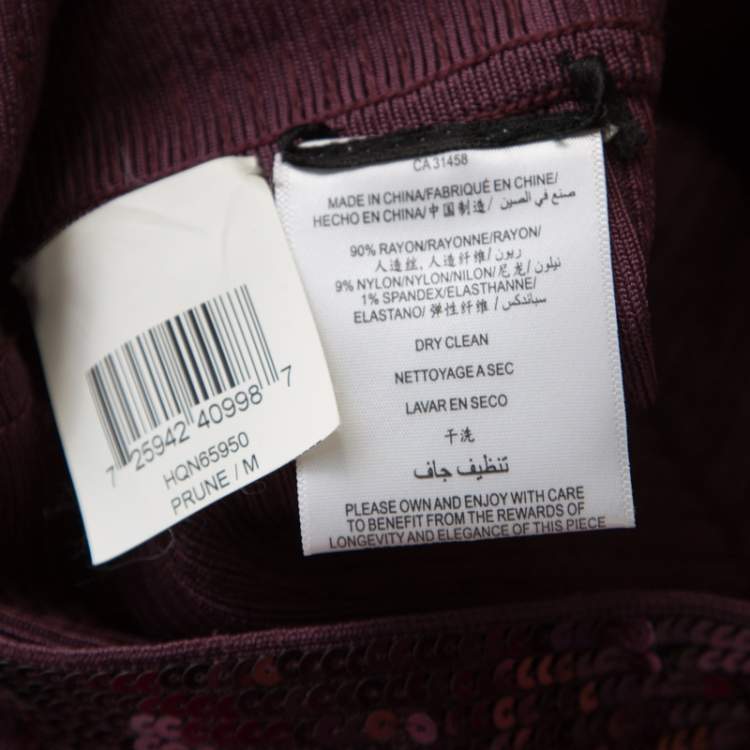 7 25942 40998 7
HQN65950
PRUNE / M
CA 31458
MADE IN CHINA/FABRIQUÉ EN CHINE/
HECHO EN CHINA/中国制造/ صنع في الصين
90% RAYON/RAYONNE/RAYON/
人造丝, 人造纤维/ ريون/
9% NYLON/NYLON/NILON/尼龙/ نيلون/
1% SPANDEX/ELASTHANNE/
ELASTANO/ 弹性纤维/ سباندكس
DRY CLEAN
NETTOYAGE A SEC
LAVAR EN SECO
干洗
تنظيف جاف
PLEASE OWN AND ENJOY WITH CARE
TO BENEFIT FROM THE REWARDS OF
LONGEVITY AND ELEGANCE OF THIS PIECE